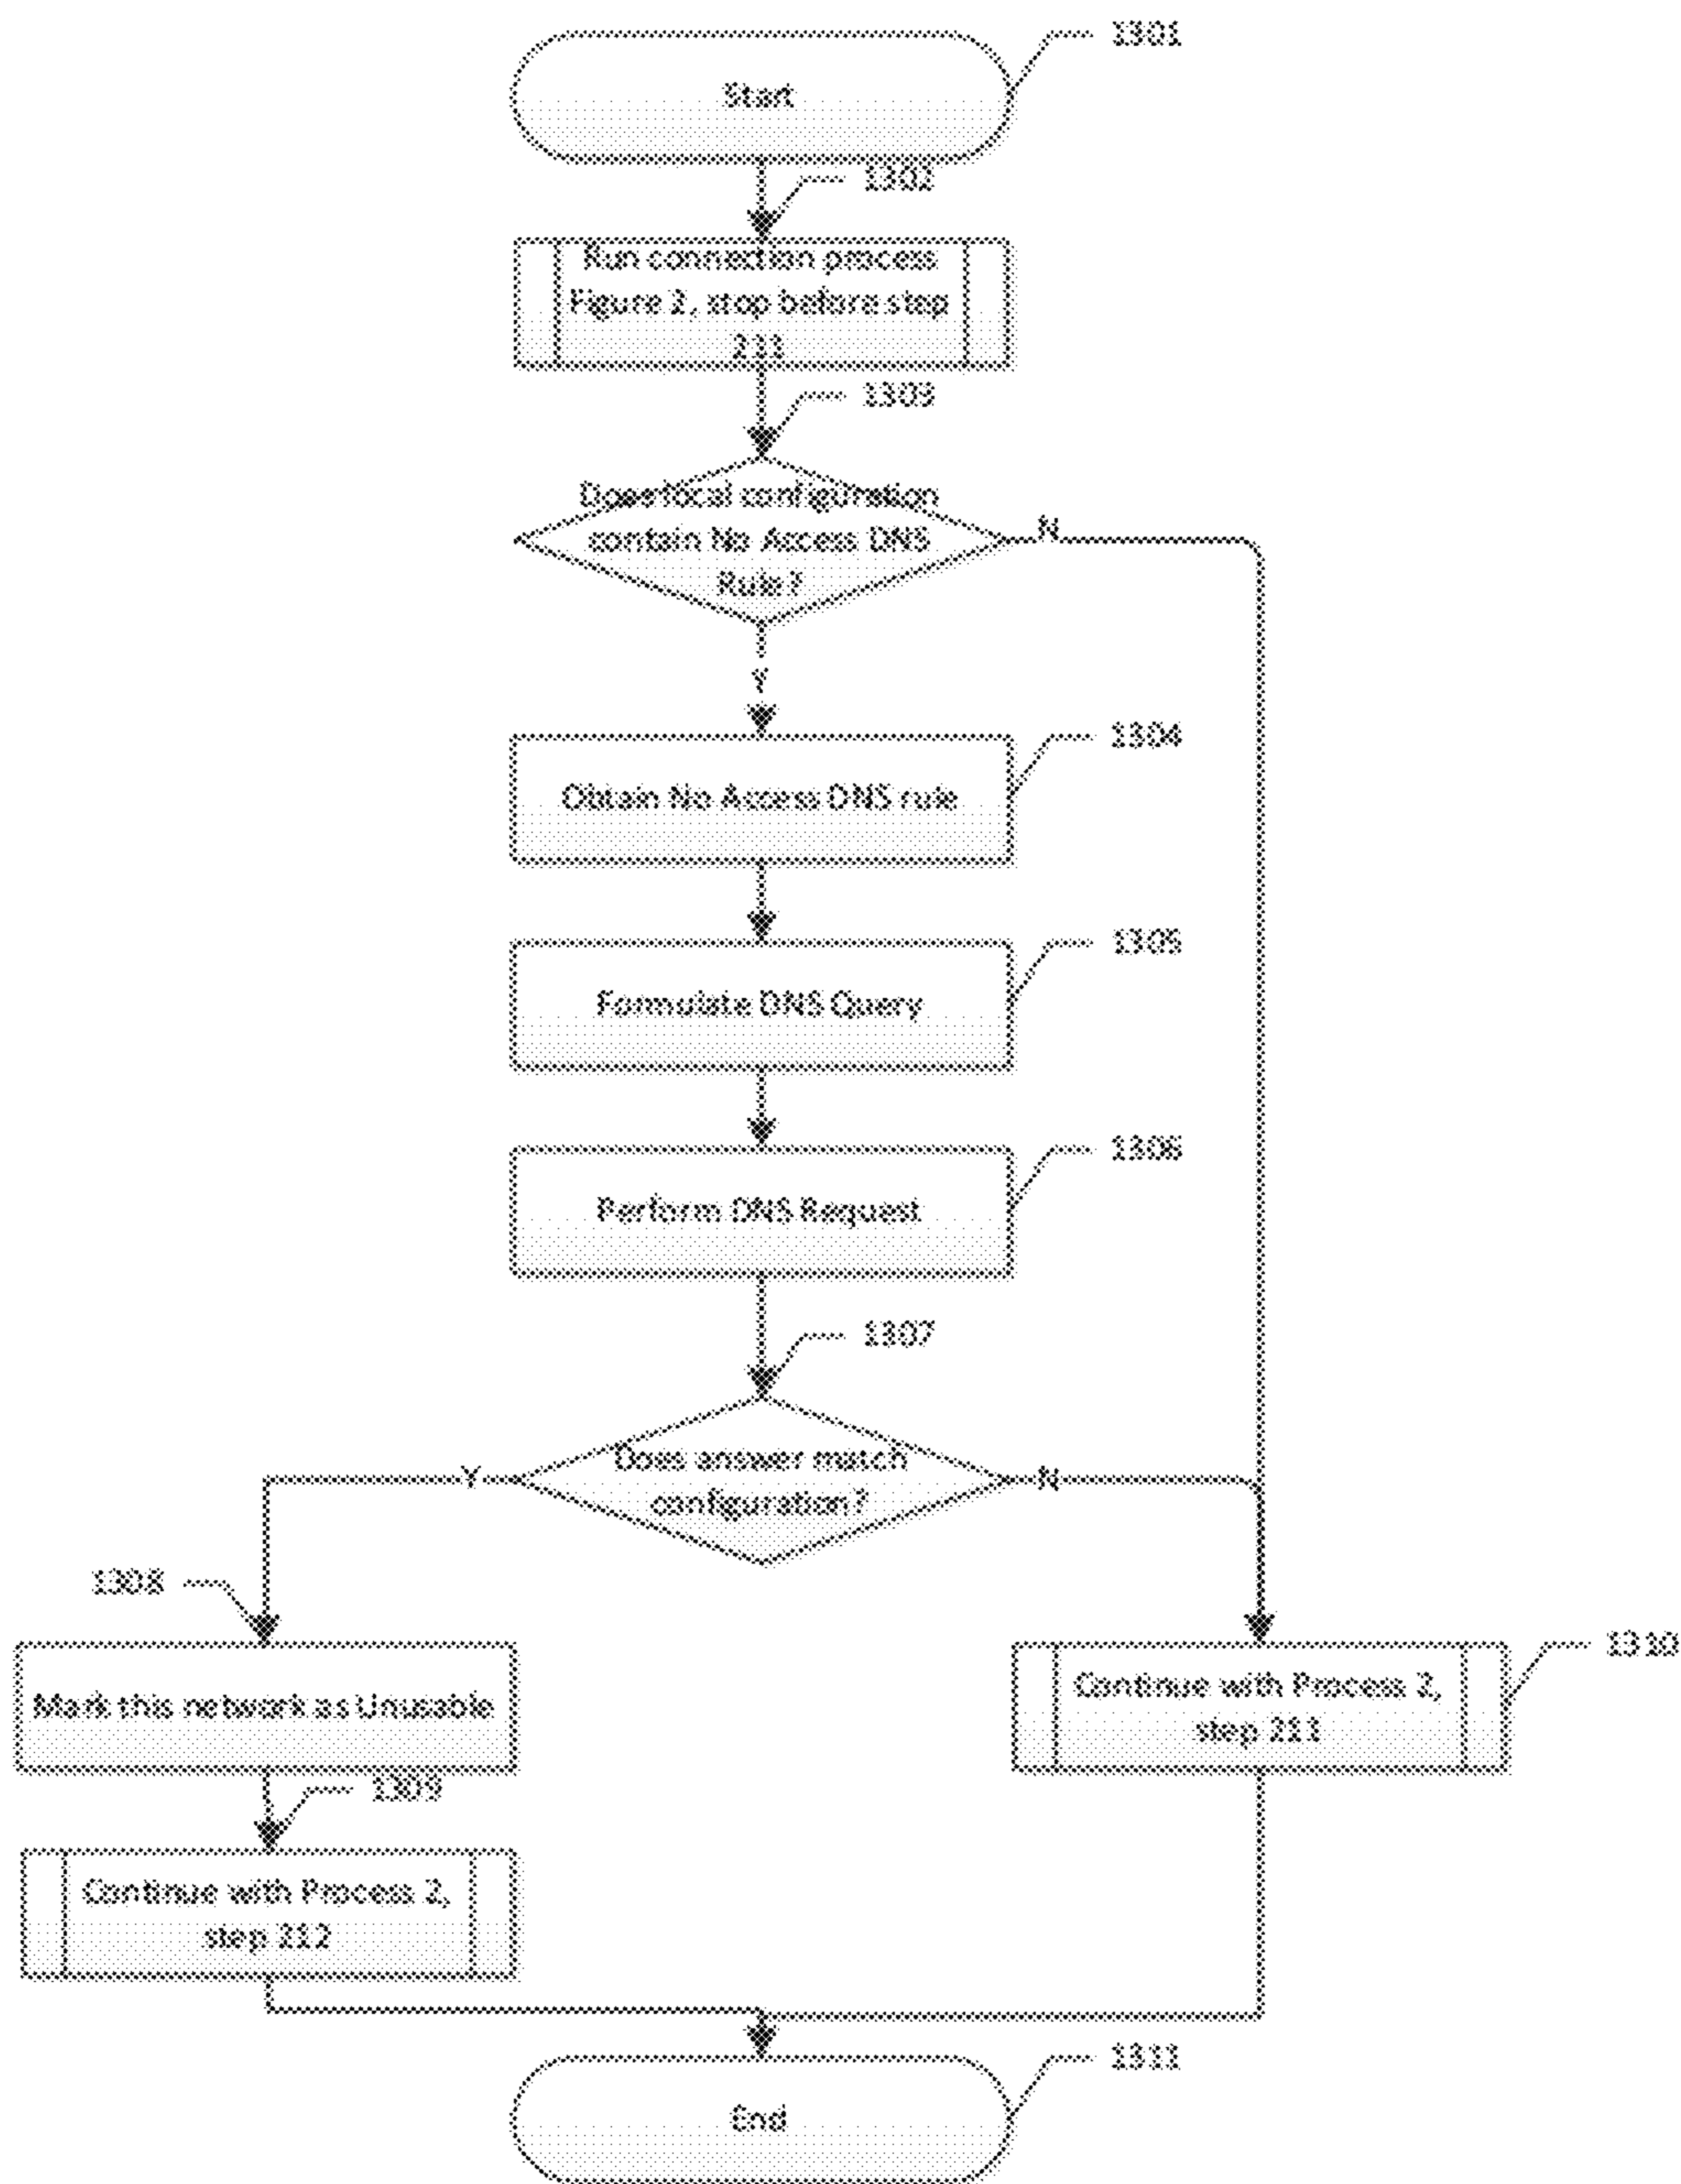 1301
Start
1302
Run connection process
Figure 2, stop before step
211
1303
Does local configuration
contain No Access DNS
Rule?
N
Y
1304
Obtain No Access DNS rule
1305
Formulate DNS Query
1306
Perform DNS Request
1307
Does answer match
configuration?
Y
N
1308
Mark this network as Unusable
1310
Continue with Process 2,
step 211
1309
Continue with Process 2,
step 212
1311
End